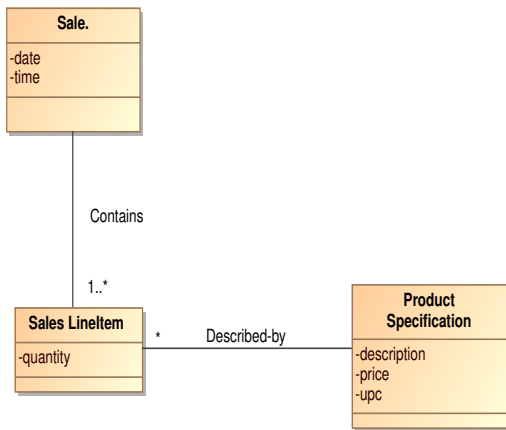 Sale.
-date
-time
Contains
1..*
Sales LineItem
-quantity
*
Described-by
Product
Specification
-description
-price
-upc